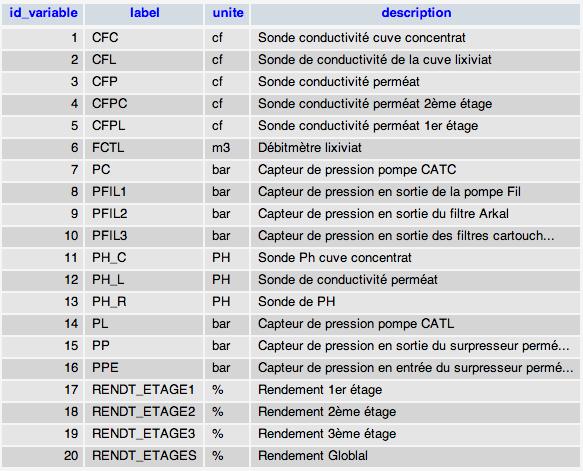 id_variable label unite description
1 CFC cf Sonde conductivité cuve concentrat
2 CFL cf Sonde de conductivité de la cuve lixiviat
3 CFP cf Sonde conductivité perméat
4 CFPC cf Sonde conductivité perméat 2ème étage
5 CFPL cf Sonde conductivité perméat 1er étage
6 FCTL m3 Débitmètre lixiviat
7 PC bar Capteur de pression pompe CATC
8 PFIL1 bar Capteur de pression en sortie de la pompe Fil
9 PFIL2 bar Capteur de pression en sortie du filtre Arkal
10 PFIL3 bar Capteur de pression en sortie des filtres cartouch...
11 PH_C PH Sonde Ph cuve concentrat
12 PH_L PH Sonde de conductivité perméat
13 PH_R PH Sonde de PH
14 PL bar Capteur de pression pompe CATL
15 PP bar Capteur de pression en sortie du surpresseur permé...
16 PPE bar Capteur de pression en entrée du surpresseur permé...
17 RENDT_ETAGE1 % Rendement 1er étage
18 RENDT_ETAGE2 % Rendement 2ème étage
19 RENDT_ETAGE3 % Rendement 3ème étage
20 RENDT_ETAGES % Rendement Globlal